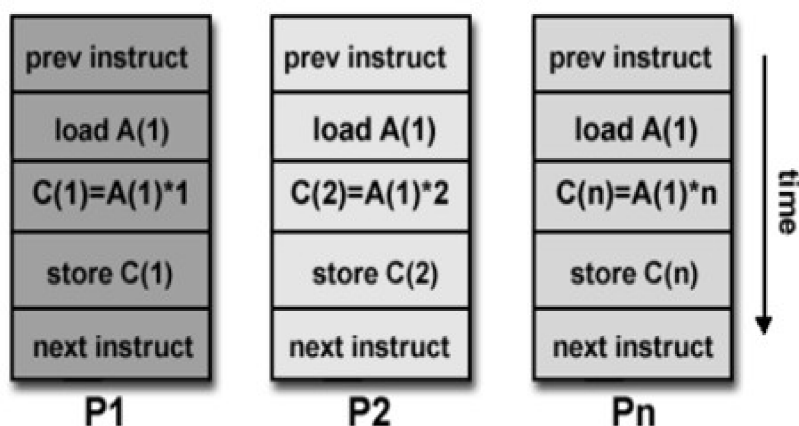 prev instruct
load A(1)
C(1)=A(1)*1
store C(1)
next instruct
P1
prev instruct
load A(1)
C(2)=A(1)*2
store C(2)
next instruct
P2
prev instruct
load A(1)
C(n)=A(1)*n
store C(n)
next instruct
Pn
time